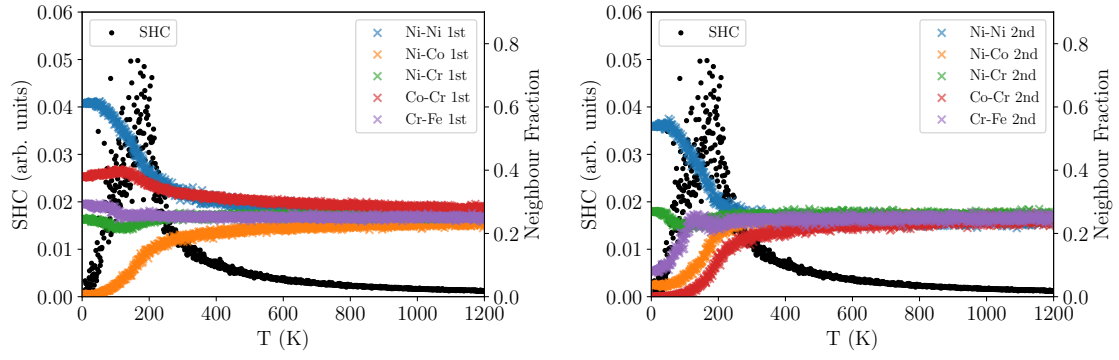 SHC
Ni-Ni 1st
Ni-Co 1st
Ni-Cr 1st
Co-Cr 1st
Cr-Fe 1st
0.06
0.05
0.04
0.03
0.02
0.01
0.00
SHC (arb. units)
0.8
0.6
0.4
0.2
0.0
Neighbour Fraction
0 200 400 600 800 1000 1200
T (K)
SHC
Ni-Ni 2nd
Ni-Co 2nd
Ni-Cr 2nd
Co-Cr 2nd
Cr-Fe 2nd
0.06
0.05
0.04
0.03
0.02
0.01
0.00
SHC (arb. units)
0.8
0.6
0.4
0.2
0.0
Neighbour Fraction
0 200 400 600 800 1000 1200
T (K)